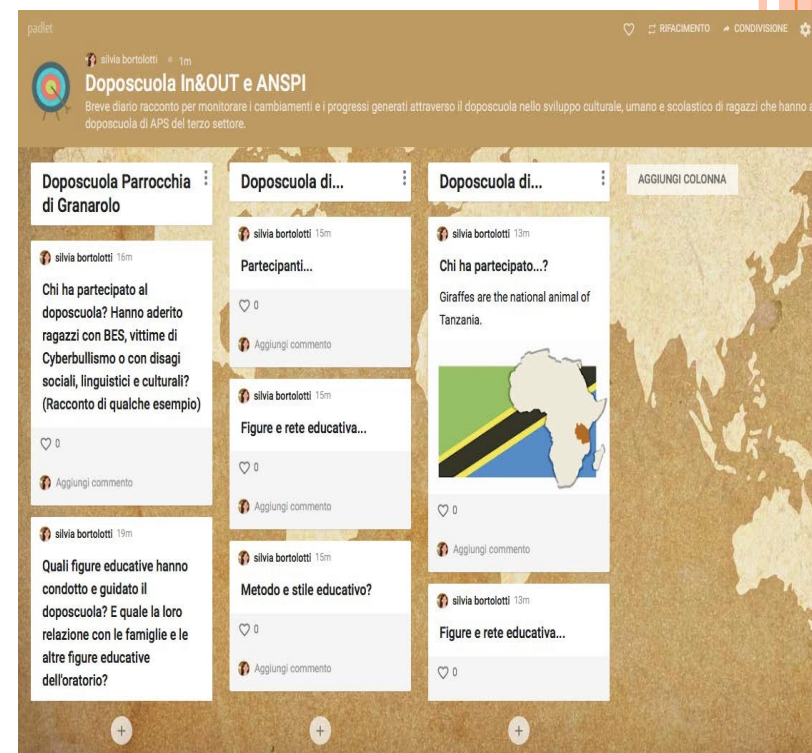 padlet
RIFACIMENTO
CONDIVISIONE
silvia bortolotti 1m
Doposcuola In&OUT e ANSPI
Breve diario racconto per monitorare i cambiamenti e i progressi generati attraverso il doposcuola nello sviluppo culturale, umano e scolastico di ragazzi che hanno a
doposcuola di APS del terzo settore.
Doposcuola Parrocchia
di Granarolo
silvia bortolotti 16m
Chi ha partecipato al
doposcuola? Hanno aderito
ragazzi con BES, vittime di
Cyberbullismo o con disagi
sociali, linguistici e culturali?
(Racconto di qualche esempio)
0
Aggiungi commento
silvia bortolotti 19m
Quali figure educative hanno
condotto e guidato il
doposcuola? E quale la loro
relazione con le famiglie e le
altre figure educative
dell'oratorio?
Doposcuola di...
silvia bortolotti 15m
Partecipanti...
0
Aggiungi commento
silvia bortolotti 15m
Figure e rete educativa...
0
Aggiungi commento
silvia bortolotti 15m
Metodo e stile educativo?
0
Aggiungi commento
Doposcuola di...
silvia bortolotti 13m
Chi ha partecipato...?
Giraffes are the national animal of
Tanzania.
0
Aggiungi commento
silvia bortolotti 13m
Figure e rete educativa...
0
AGGIUNGI COLONNA